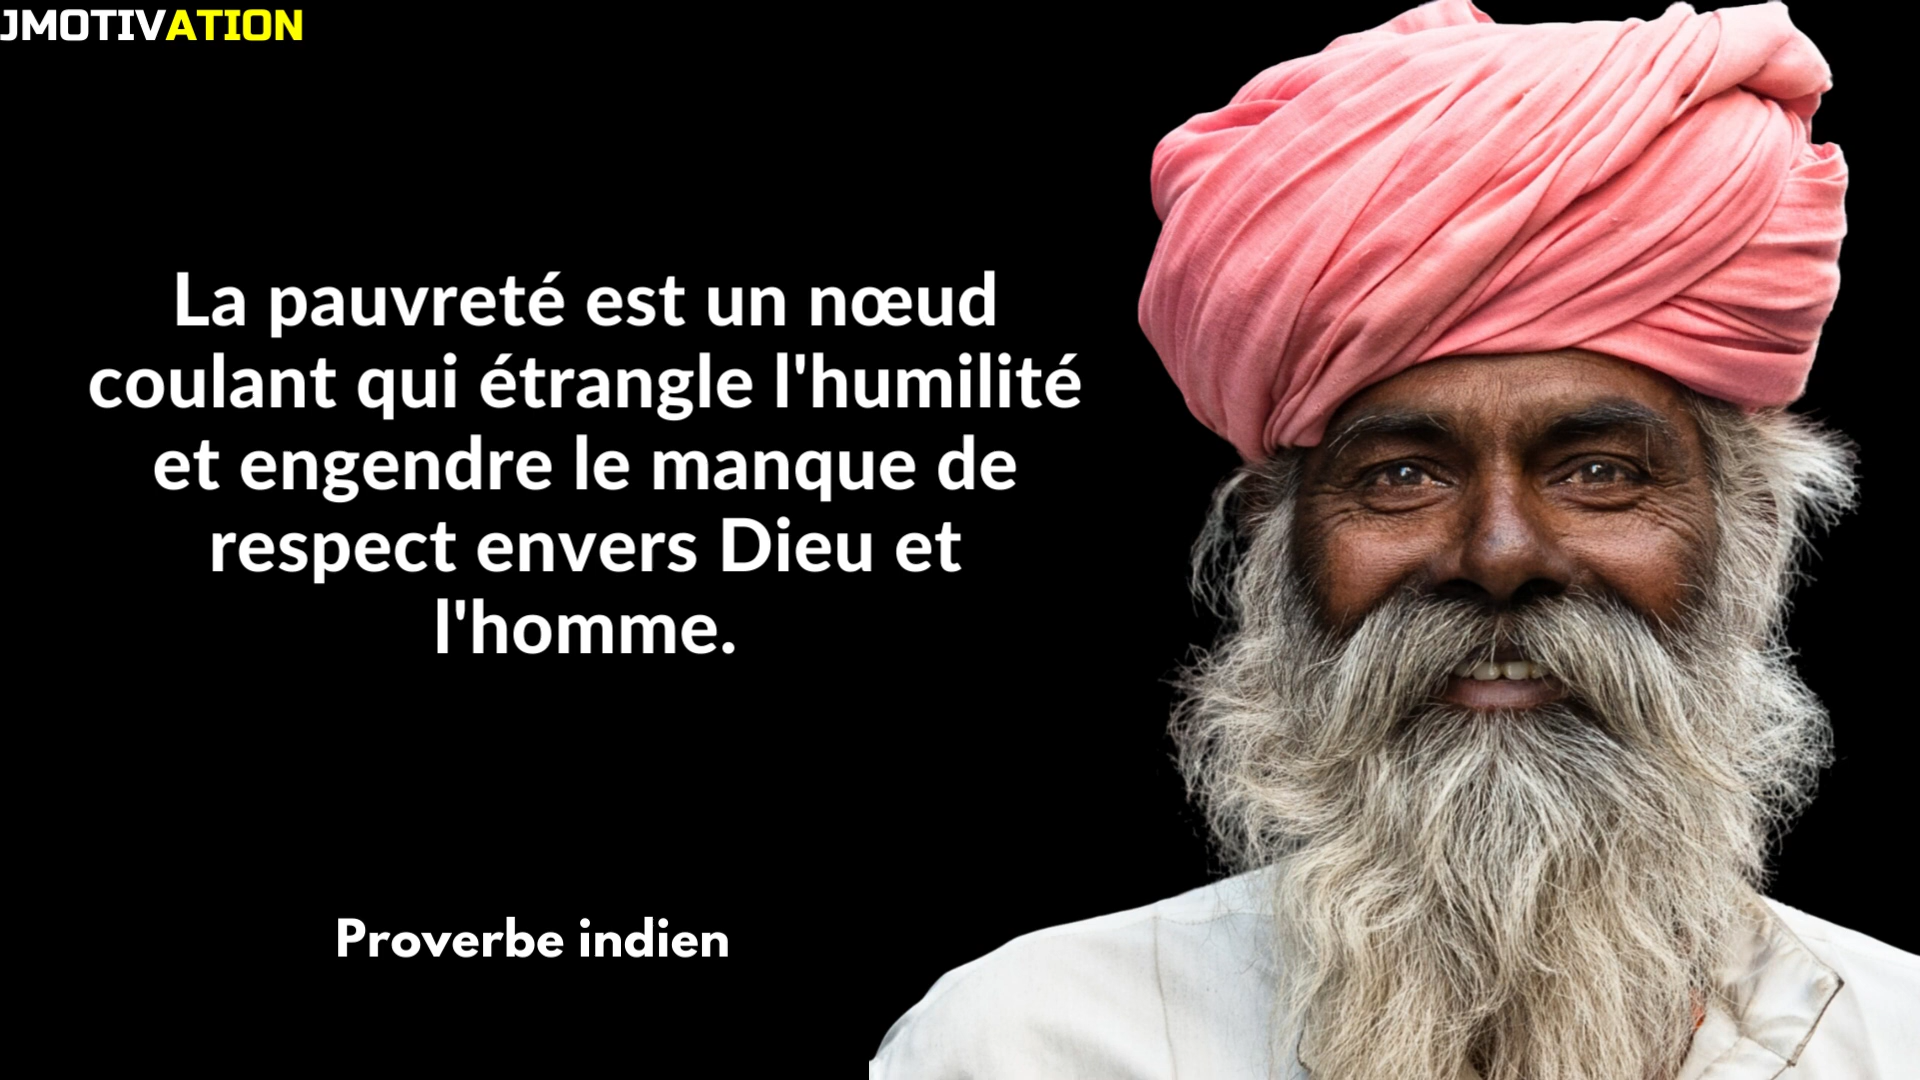 JMOTIVATION
La pauvreté est un nœud
coulant qui étrangle l'humilité
et engendre le manque de
respect envers Dieu et
l'homme.
Proverbe indien